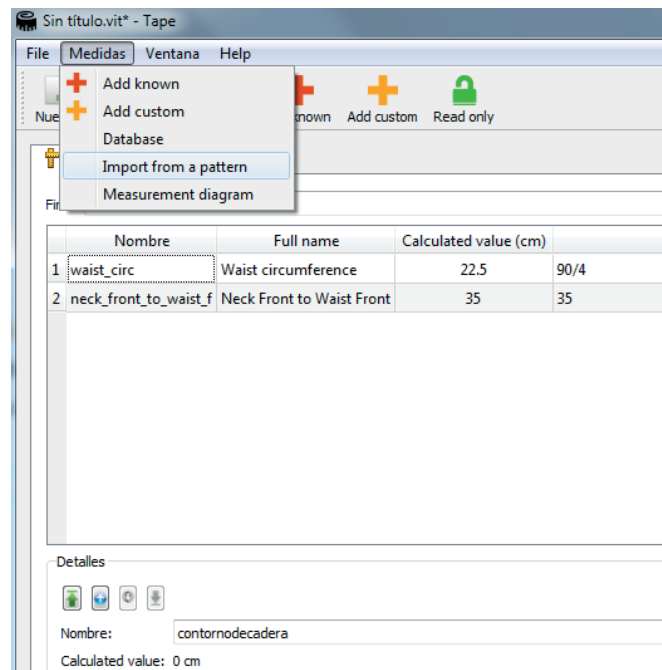 Sin título.vit* - Tape
File Medidas Ventana Help
Add known
Add custom
Database
Import from a pattern
Measurement diagram
Nue known Add custom Read only
Fi
Nombre Full name Calculated value (cm)
1 waist_circ Waist circumference 22.5 90/4
2 neck_front_to_waist_f Neck Front to Waist Front 35 35
Detalles
Nombre: contornodecadera
Calculated value: 0 cm